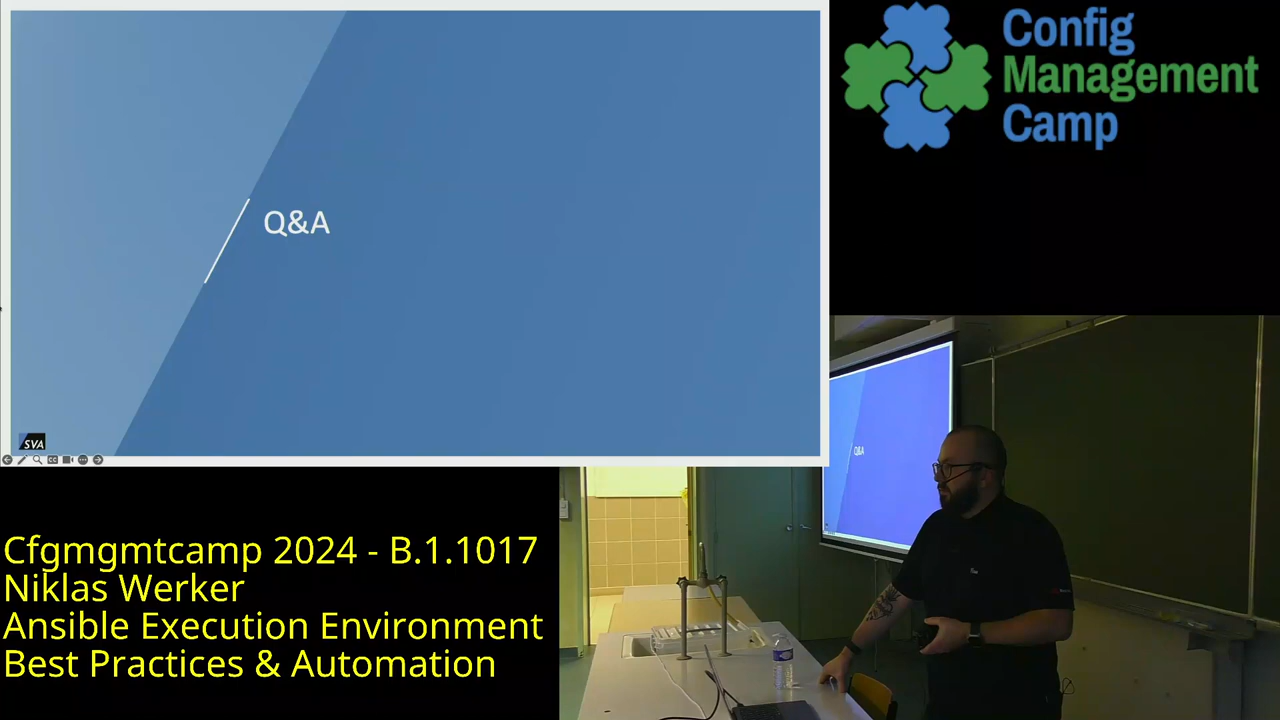 Q&A
SVA
Config
Management
Camp
Q&A
Cfgmgmtcamp 2024 - B.1.1017
Niklas Werker
Ansible Execution Environment
Best Practices & Automation